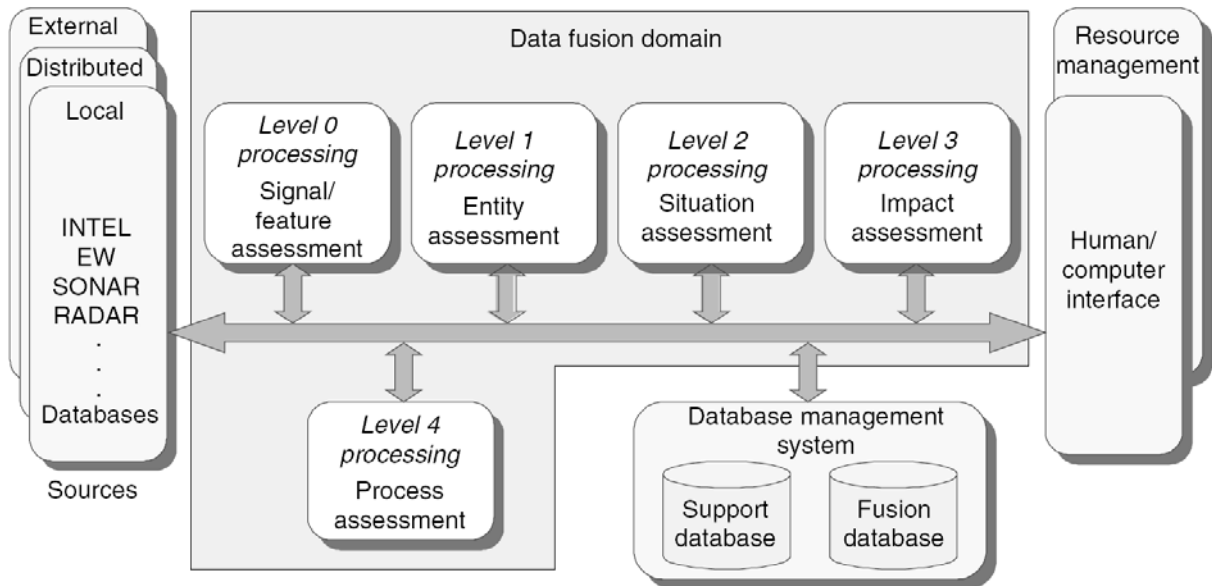 External
Distributed
Local
INTEL
EW
SONAR
RADAR
.
.
.
Databases
Sources
Data fusion domain
Level 0
processing
Signal/
feature
assessment
Level 1
processing
Entity
assessment
Level 2
processing
Situation
assessment
Level 3
processing
Impact
assessment
Level 4
processing
Process
assessment
Database management
system
Support
database
Fusion
database
Resource
management
Human/
computer
interface